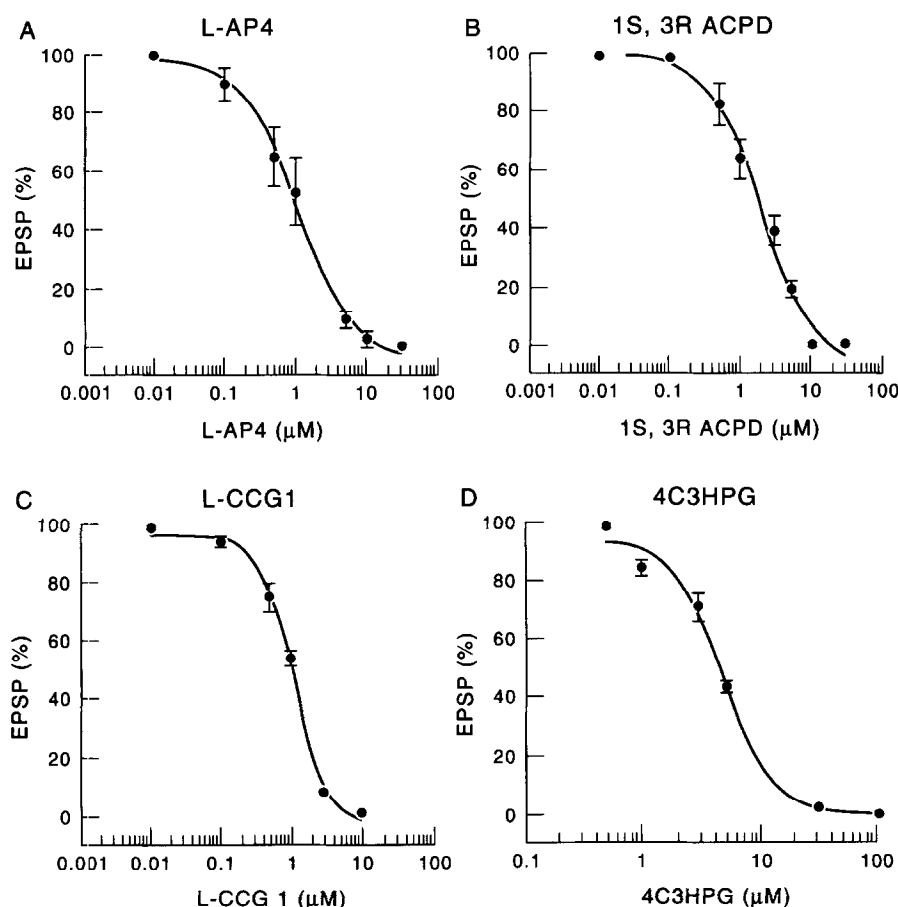 A
L-AP4
EPSP (%)
100
80
60
40
20
0
0.001 0.01 0.1 1 10 100
L-AP4 (μM)
B
1S, 3R ACPD
EPSP (%)
100
80
60
40
20
0
0.001 0.01 0.1 1 10 100
1S, 3R ACPD (μM)
C
L-CCG1
EPSP (%)
100
80
60
40
20
0
0.001 0.01 0.1 1 10 100
L-CCG 1 (μM)
D
4C3HPG
EPSP (%)
100
80
60
40
20
0
0.1 1 10 100
4C3HPG (μM)